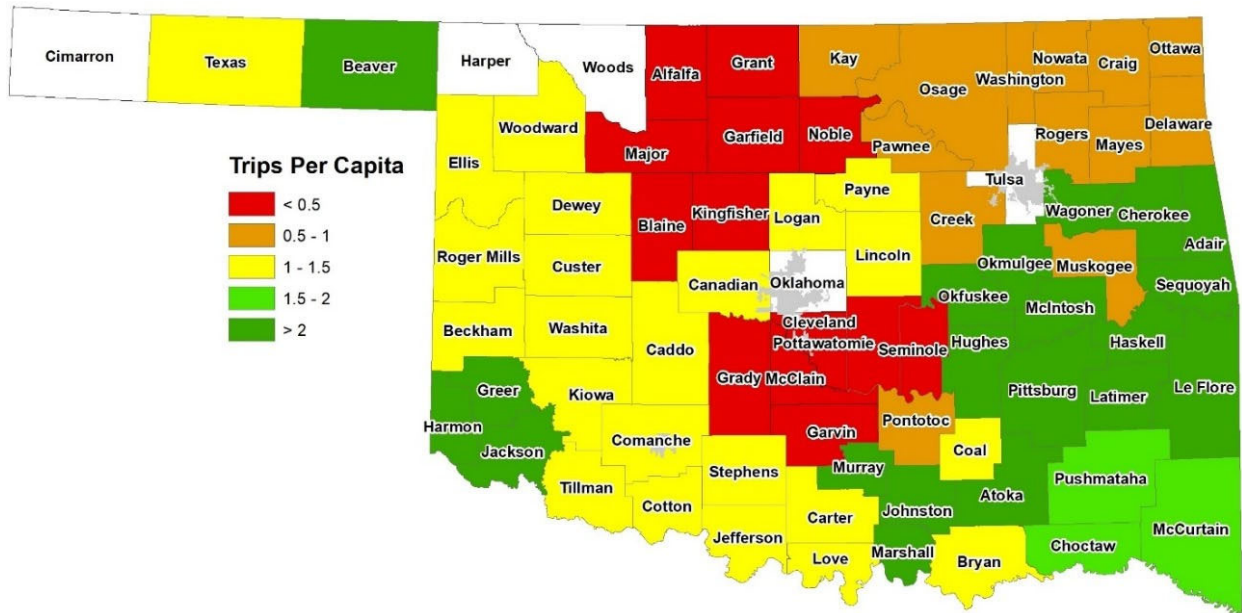 Cimarron
Texas
Beaver
Harper
Woods
Alfalfa
Grant
Kay
Osage
Washington
Nowata
Craig
Ottawa
Woodward
Ellis
Major
Garfield
Noble
Pawnee
Rogers
Mayes
Delaware
Trips Per Capita
< 0.5
0.5 - 1
1 - 1.5
1.5 - 2
> 2
Dewey
Blaine
Kingfisher
Logan
Payne
Creek
Tulsa
Wagoner
Cherokee
Adair
Roger Mills
Custer
Canadian
Oklahoma
Lincoln
Okmulgee
Muskogee
Sequoyah
Beckham
Washita
Caddo
Cleveland
Pottawatomie
Seminole
Okfuskee
McIntosh
Hughes
Haskell
Greer
Kiowa
Grady
McClain
Pittsburg
Latimer
Le Flore
Harmon
Jackson
Comanche
Garvin
Pontotoc
Coal
Tillman
Cotton
Stephens
Murray
Atoka
Pushmataha
Jefferson
Carter
Johnston
McCurtain
Love
Marshall
Bryan
Choctaw